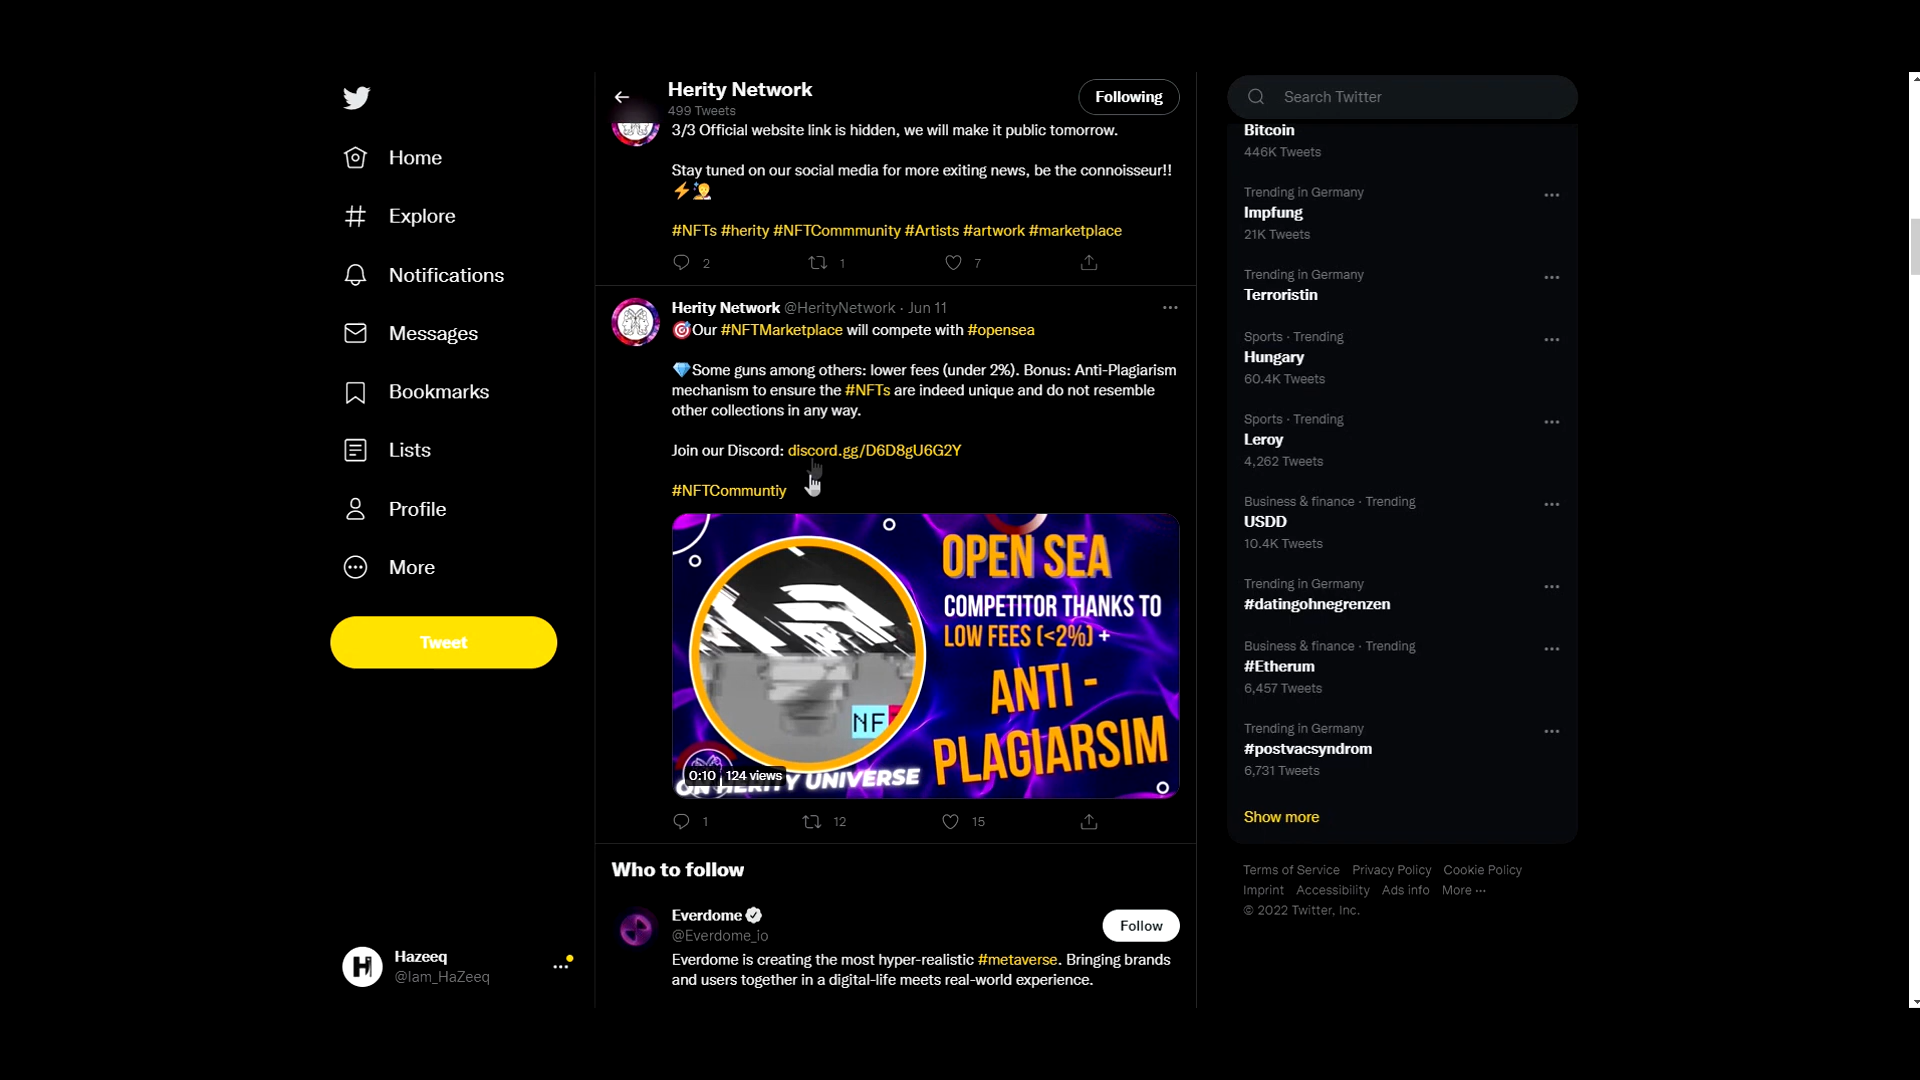 Home
Explore
Notifications
Messages
Bookmarks
Lists
Profile
More
Tweet
Hazeeq
@Iam_HaZeeq
Herity Network
499 Tweets
Following
3/3 Official website link is hidden, we will make it public tomorrow.
Stay tuned on our social media for more exiting news, be the connoisseur!!
#NFTs #herity #NFTCommmunity #Artists #artwork #marketplace
2 1 7
Herity Network @HerityNetwork · Jun 11
Our #NFTMarketplace will compete with #opensea
Some guns among others: lower fees (under 2%). Bonus: Anti-Plagiarism
mechanism to ensure the #NFTs are indeed unique and do not resemble
other collections in any way.
Join our Discord: discord.gg/D6D8gU6G2Y
#NFTCommuntiy
OPEN SEA
COMPETITOR THANKS TO
LOW FEES (<2%) +
ANTI -
PLAGIARSIM
NF
ON HERITY UNIVERSE
0:10 124 views
1 12 15
Who to follow
Everdome
@Everdome_io
Follow
Everdome is creating the most hyper-realistic #metaverse. Bringing brands
and users together in a digital-life meets real-world experience.
Search Twitter
Bitcoin
446K Tweets
Trending in Germany
Impfung
21K Tweets
Trending in Germany
Terroristin
Sports · Trending
Hungary
60.4K Tweets
Sports · Trending
Leroy
4,262 Tweets
Business & finance · Trending
USDD
10.4K Tweets
Trending in Germany
#datingohnegrenzen
Business & finance · Trending
#Etherum
6,457 Tweets
Trending in Germany
#postvacsyndrom
6,731 Tweets
Show more
Terms of Service Privacy Policy Cookie Policy
Imprint Accessibility Ads info More ···
© 2022 Twitter, Inc.